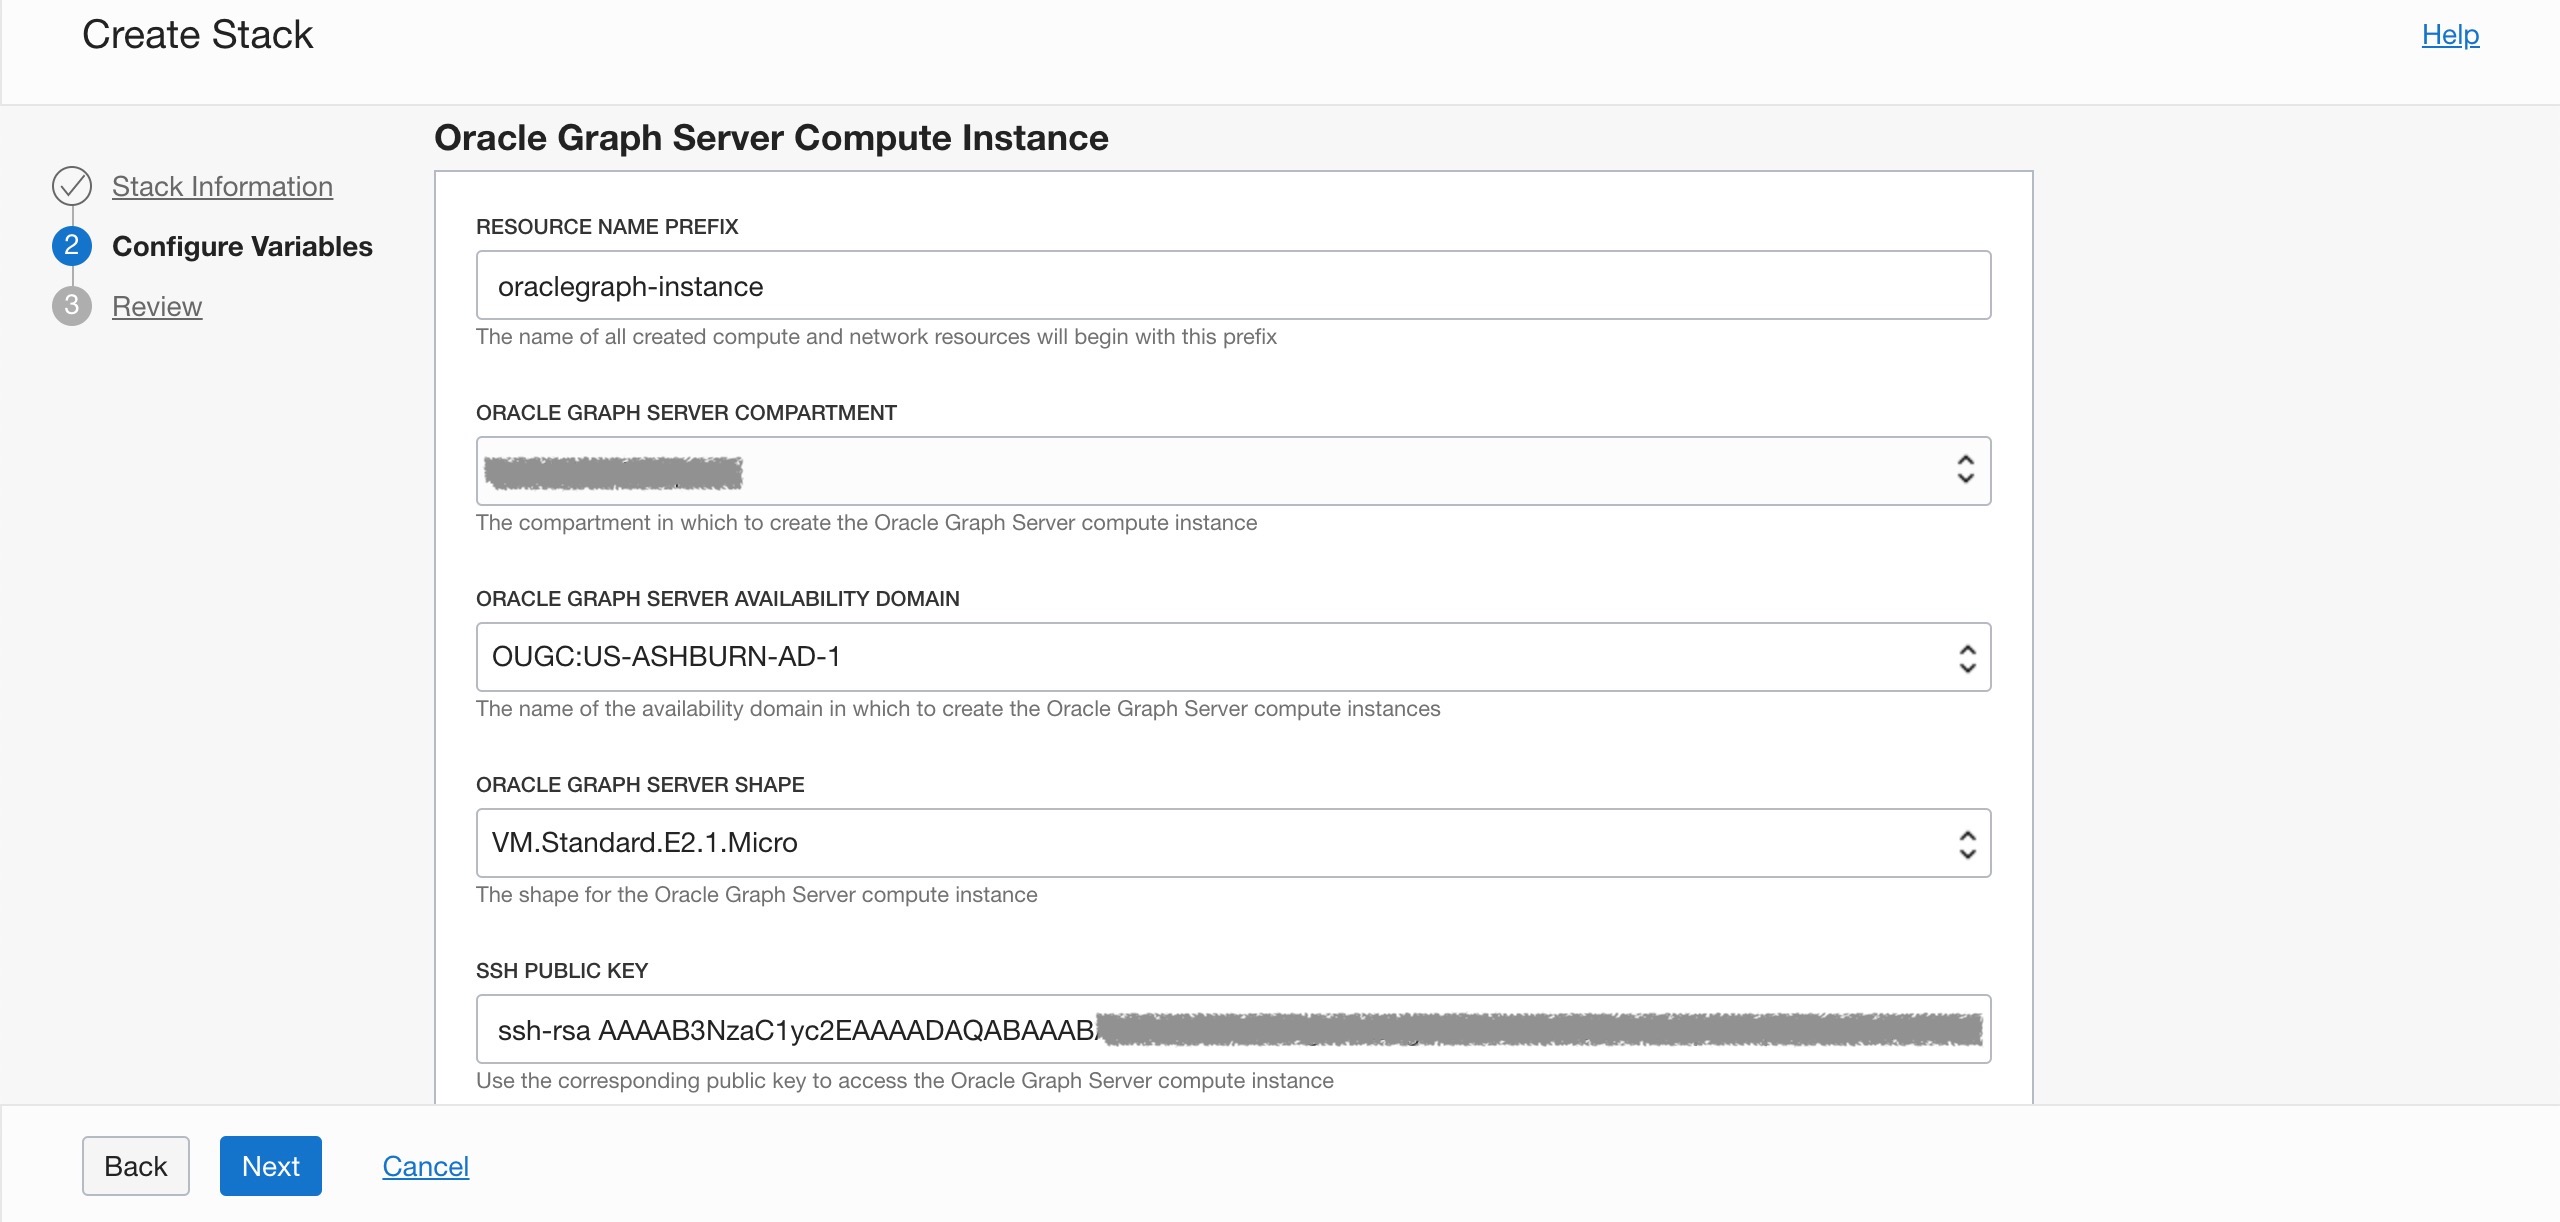 Create Stack
Help
Stack Information
2 Configure Variables
3 Review
Oracle Graph Server Compute Instance
RESOURCE NAME PREFIX
oraclegraph-instance
The name of all created compute and network resources will begin with this prefix
ORACLE GRAPH SERVER COMPARTMENT
The compartment in which to create the Oracle Graph Server compute instance
ORACLE GRAPH SERVER AVAILABILITY DOMAIN
OUGC:US-ASHBURN-AD-1
The name of the availability domain in which to create the Oracle Graph Server compute instances
ORACLE GRAPH SERVER SHAPE
VM.Standard.E2.1.Micro
The shape for the Oracle Graph Server compute instance
SSH PUBLIC KEY
ssh-rsa AAAAB3NzaC1yc2EAAAADAQABAAAB
Use the corresponding public key to access the Oracle Graph Server compute instance
Back
Next
Cancel